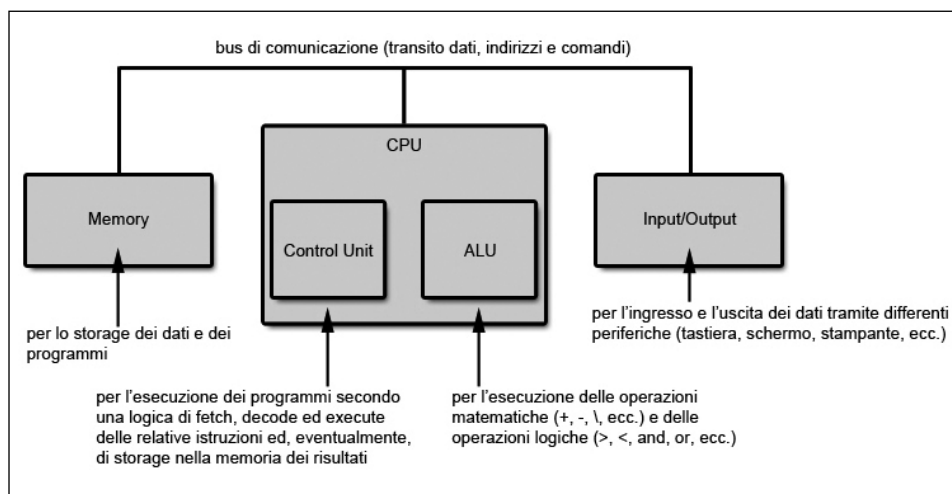 bus di comunicazione (transito dati, indirizzi e comandi)
CPU
Memory
Control Unit
ALU
Input/Output
per lo storage dei dati e dei
programmi
per l'ingresso e l'uscita dei dati tramite differenti
periferiche (tastiera, schermo, stampante, ecc.)
per l'esecuzione dei programmi secondo
una logica di fetch, decode ed execute
delle relative istruzioni ed, eventualmente,
di storage nella memoria dei risultati
per l'esecuzione delle operazioni
matematiche (+, -, \, ecc.) e delle
operazioni logiche (>, <, and, or, ecc.)